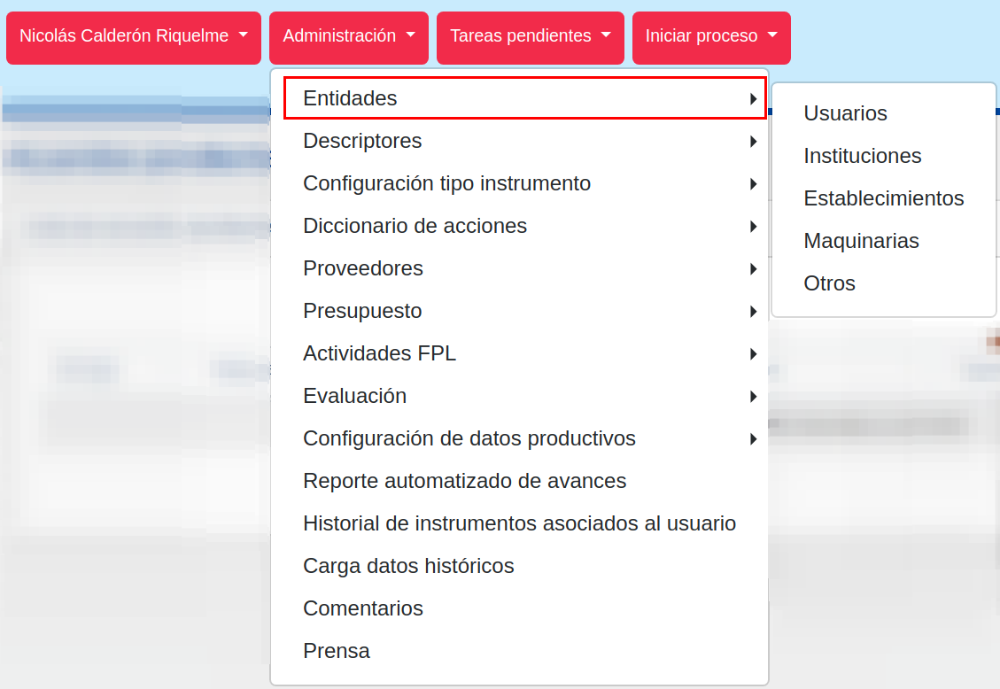 Nicolás Calderón Riquelme
Administración
Tareas pendientes
Iniciar proceso
Entidades
Descriptores
Configuración tipo instrumento
Diccionario de acciones
Proveedores
Presupuesto
Actividades FPL
Evaluación
Configuración de datos productivos
Reporte automatizado de avances
Historial de instrumentos asociados al usuario
Carga datos históricos
Comentarios
Prensa
Usuarios
Instituciones
Establecimientos
Maquinarias
Otros